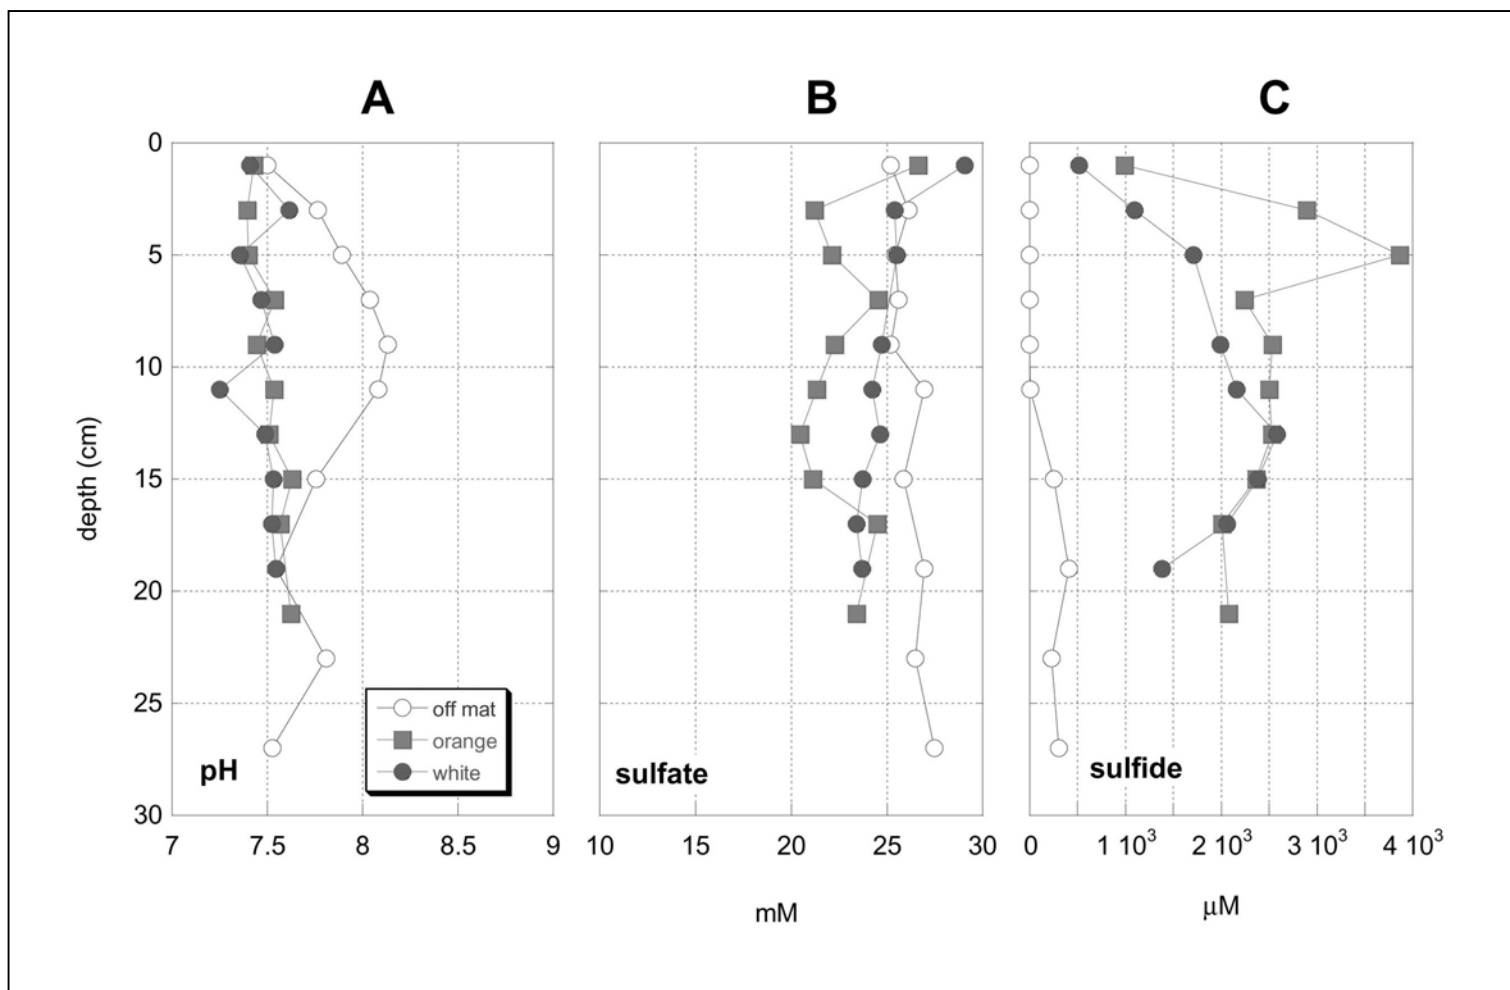 A B C
0
5
10
15
20
25
30
depth (cm)
off mat
orange
white
pH sulfate sulfide
7 7.5 8 8.5 9 10 15 20 25 30 0 1 10³ 2 10³ 3 10³ 4 10³
mM μM